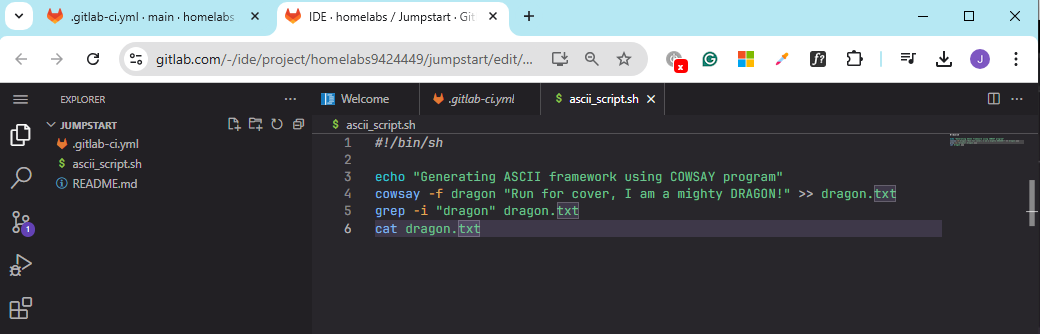 .gitlab-ci.yml · main · homelabs
IDE · homelabs / Jumpstart · Git
gitlab.com/-/ide/project/homelabs9424449/jumpstart/edit/...
x
f?
J
EXPLORER
Welcome
.gitlab-ci.yml
ascii_script.sh
JUMPSTART
.gitlab-ci.yml
$ ascii_script.sh
README.md
1
$ ascii_script.sh
1 #!/bin/sh
2
3 echo "Generating ASCII framework using COWSAY program"
4 cowsay -f dragon "Run for cover, I am a mighty DRAGON!" >> dragon.txt
5 grep -i "dragon" dragon.txt
6 cat dragon.txt